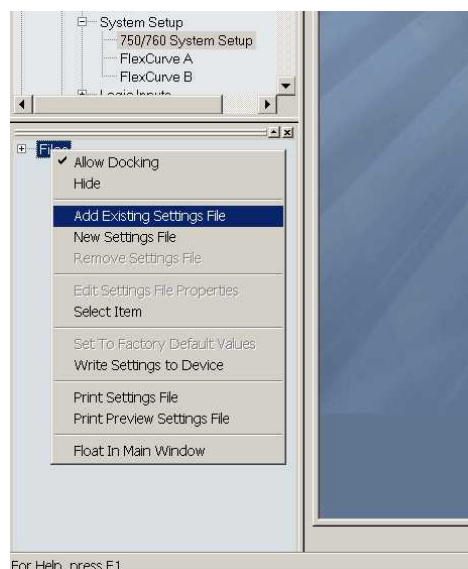 System Setup
750/760 System Setup
FlexCurve A
FlexCurve B
Logic Inputs
Files
Allow Docking
Hide
Add Existing Settings File
New Settings File
Remove Settings File
Edit Settings File Properties
Select Item
Set To Factory Default Values
Write Settings to Device
Print Settings File
Print Preview Settings File
Float In Main Window
For Help, press F1